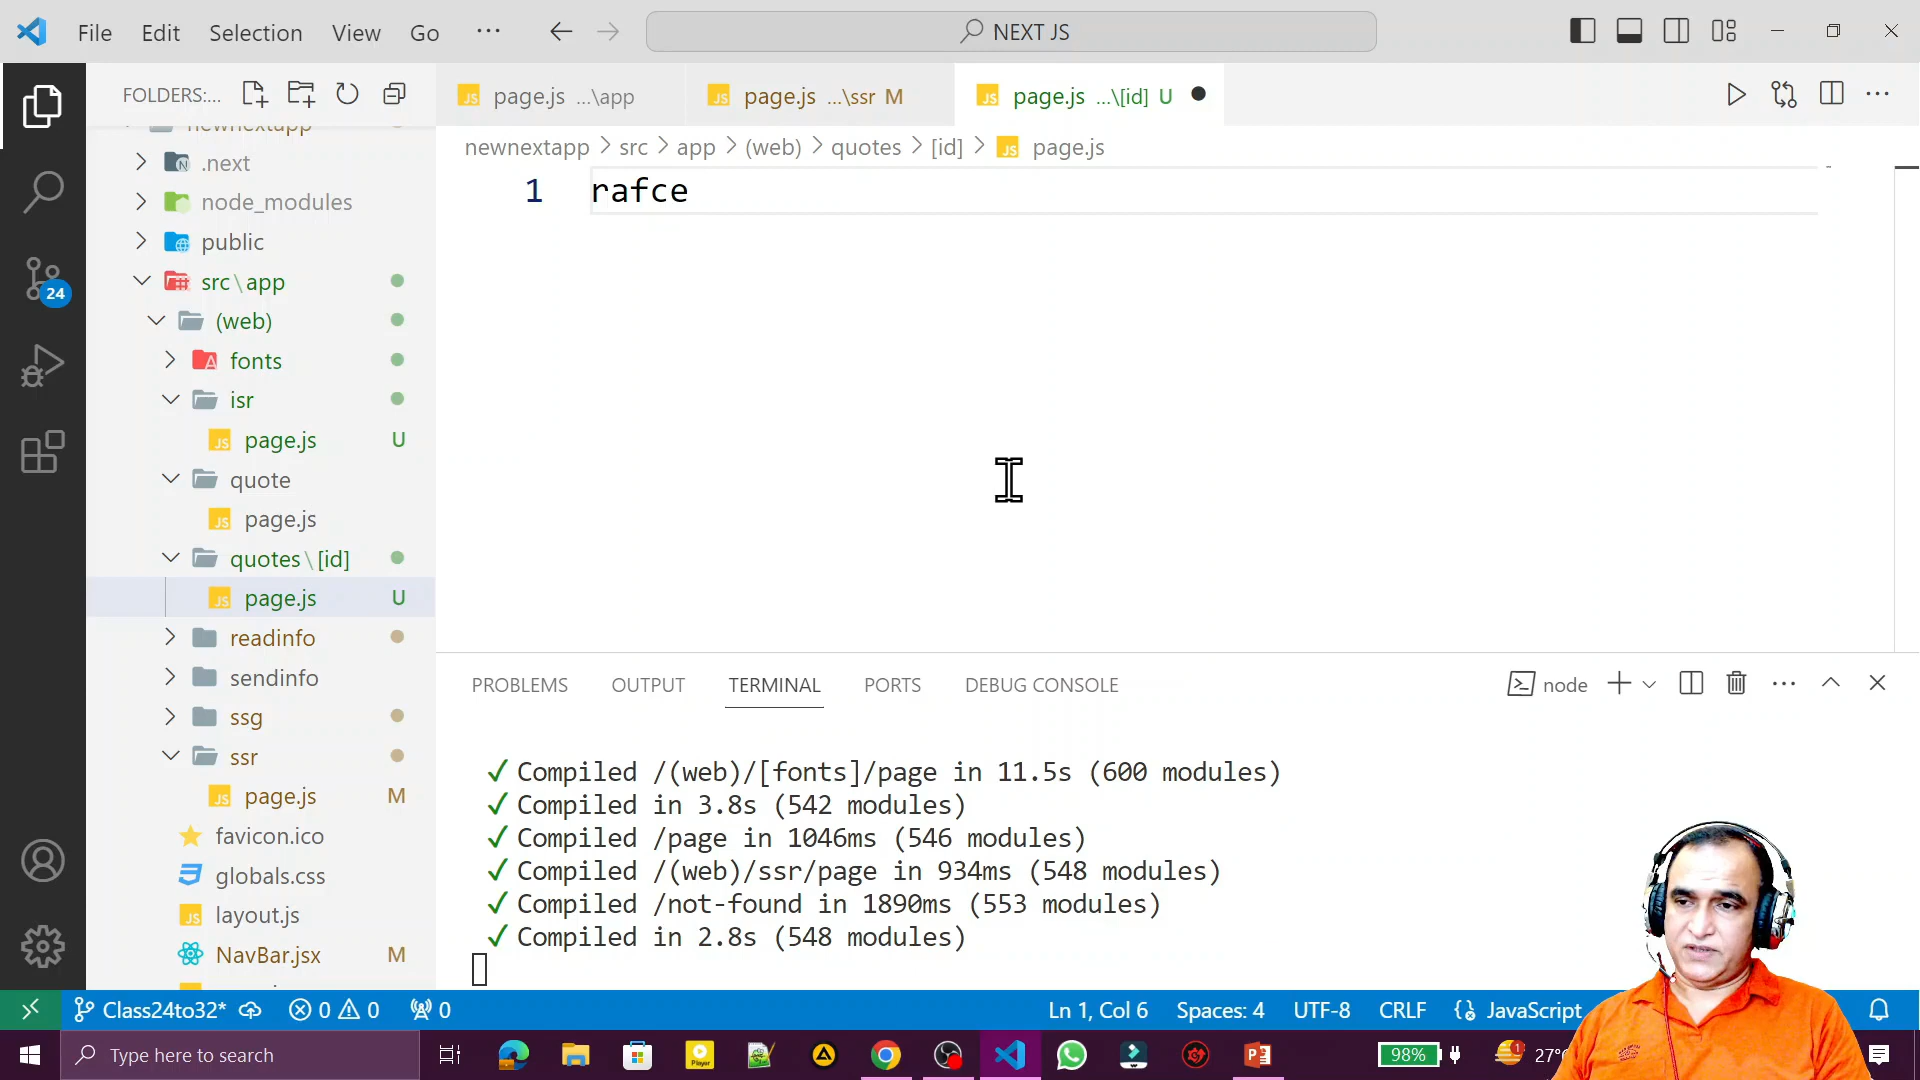 File Edit Selection View Go ··· NEXT JS
FOLDERS:...
page.js ...\app
page.js ...\ssr M
page.js ...\[id] U
newnextapp > src > app > (web) > quotes > [id] > page.js
newnextapp
.next
node_modules
public
src\app
(web)
fonts
isr
page.js U
quote
page.js
quotes\[id]
page.js U
readinfo
sendinfo
ssg
ssr
page.js M
favicon.ico
globals.css
layout.js
NavBar.jsx M
24
1 rafce
PROBLEMS OUTPUT TERMINAL PORTS DEBUG CONSOLE
node
✓ Compiled /(web)/[fonts]/page in 11.5s (600 modules)
✓ Compiled in 3.8s (542 modules)
✓ Compiled /page in 1046ms (546 modules)
✓ Compiled /(web)/ssr/page in 934ms (548 modules)
✓ Compiled /not-found in 1890ms (553 modules)
✓ Compiled in 2.8s (548 modules)
Class24to32* 0 0 0 Ln 1, Col 6 Spaces: 4 UTF-8 CRLF {} JavaScript
Type here to search
Player
98%
1
27°